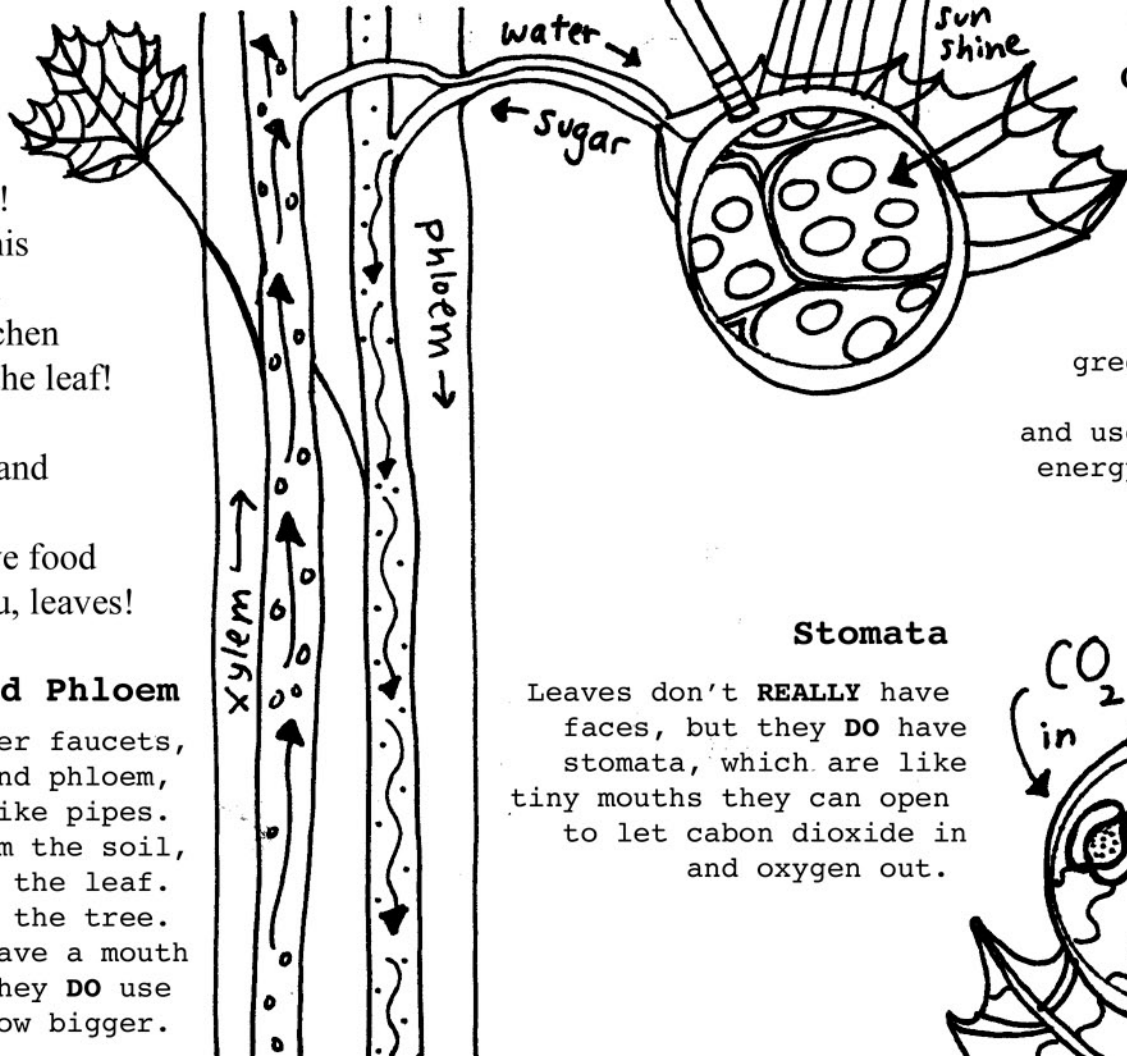 water →
← sugar
sun
shine
!
chen
he leaf!
and
e food
, leaves!
phloem →
xylem →
d Phloem
er faucets,
nd phloem,
ike pipes.
m the soil,
the leaf.
the tree.
ave a mouth
hey DO use
ow bigger.
gree
and use
energy
Stomata
Leaves don't REALLY have
faces, but they DO have
stomata, which are like
tiny mouths they can open
to let cabon dioxide in
and oxygen out.
CO2
in